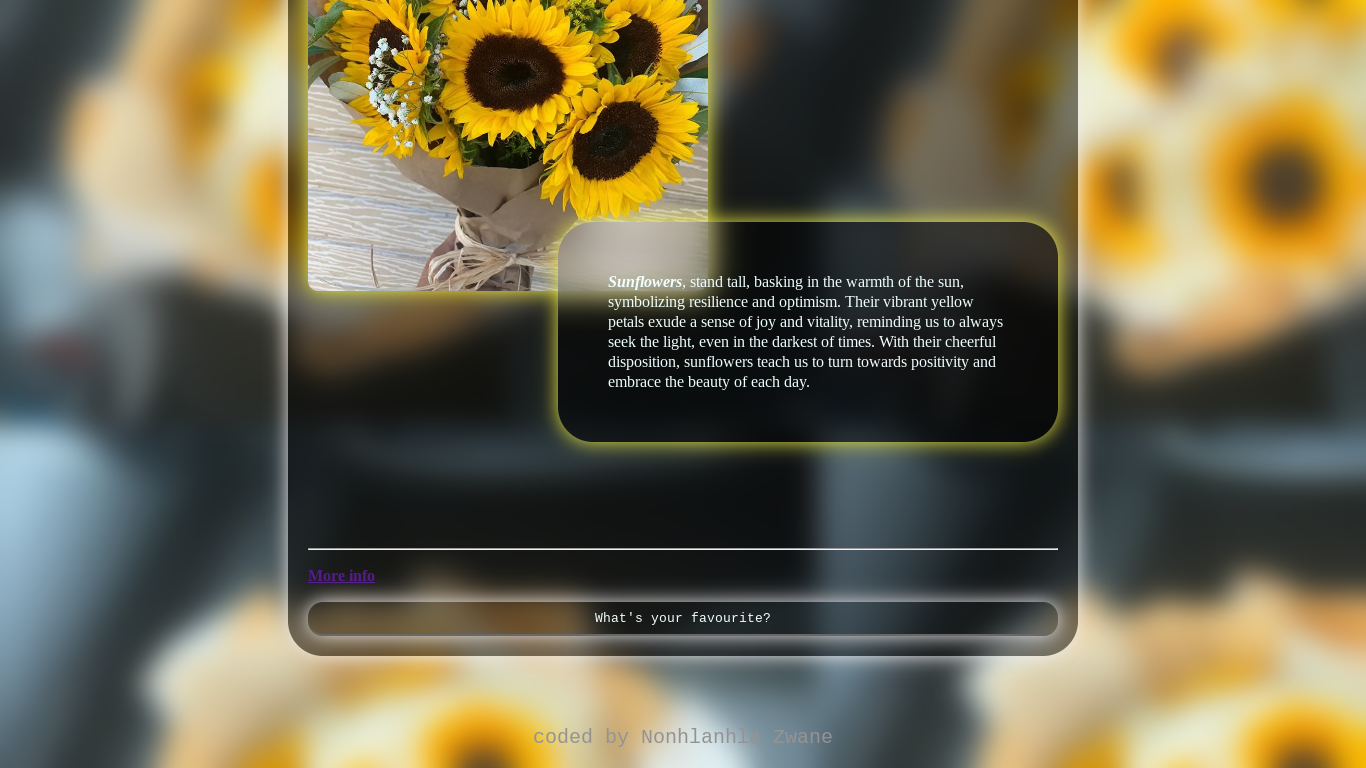 Sunflowers, stand tall, basking in the warmth of the sun,
symbolizing resilience and optimism. Their vibrant yellow
petals exude a sense of joy and vitality, reminding us to always
seek the light, even in the darkest of times. With their cheerful
disposition, sunflowers teach us to turn towards positivity and
embrace the beauty of each day.
More info
What's your favourite?
coded by Nonhlanhla Zwane